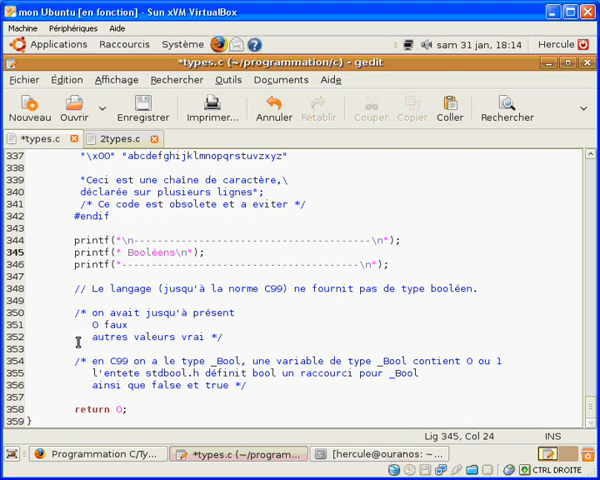 mon Ubuntu [en fonction] - Sun xVM VirtualBox
Machine Périphériques Aide
Applications Raccourcis Système sam 31 jan, 18:14 Hercule
*types.c (~/programmation/c) - gedit
Fichier Édition Affichage Rechercher Outils Documents Aide
Nouveau Ouvrir Enregistrer Imprimer... Annuler Rétablir Couper Copier Coller Rechercher
*types.c 2types.c
337 "\x00" "abcdefghijklmnopqrstuvzxyz"
338
339 "Ceci est une chaîne de caractère,\
340 déclarée sur plusieurs lignes";
341 /* Ce code est obsolete et a eviter */
342 #endif
343
344 printf("\n----------------------------------------\n");
345 printf(" Booléens\n");
346 printf("----------------------------------------\n");
347
348 // Le langage (jusqu'à la norme C99) ne fournit pas de type booléen.
349
350 /* on avait jusqu'à présent
351 0 faux
352 autres valeurs vrai */
353
354 /* en C99 on a le type _Bool, une variable de type _Bool contient 0 ou 1
355 l'entete stdbool.h définit bool un raccourci pour _Bool
356 ainsi que false et true */
357
358 return 0;
359 }
Lig 345, Col 24 INS
Programmation C/Ty... *types.c (~/program... [hercule@ouranos: ~...
CTRL DROITE